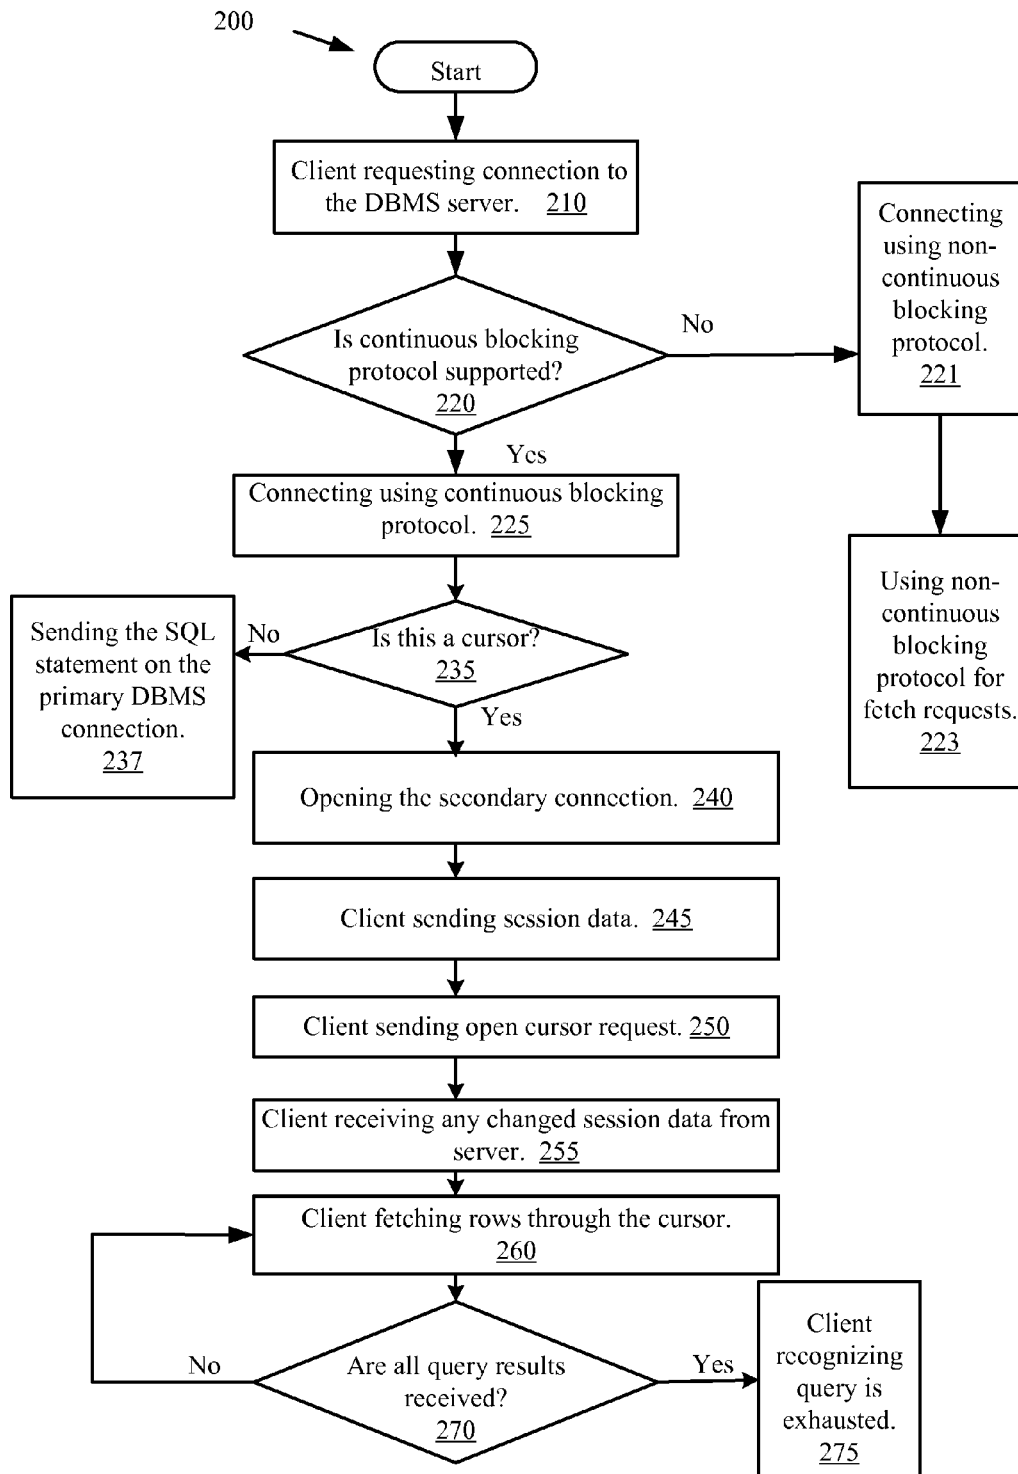 200
Start
Client requesting connection to
the DBMS server. 210
Is continuous blocking
protocol supported?
220
No
Connecting
using non-
continuous
blocking
protocol.
221
Yes
Connecting using continuous blocking
protocol. 225
Using non-
continuous
blocking
protocol for
fetch requests.
223
Is this a cursor?
235
No
Sending the SQL
statement on the
primary DBMS
connection.
237
Yes
Opening the secondary connection. 240
Client sending session data. 245
Client sending open cursor request. 250
Client receiving any changed session data from
server. 255
Client fetching rows through the cursor.
260
Are all query results
received?
270
No
Yes
Client
recognizing
query is
exhausted.
275